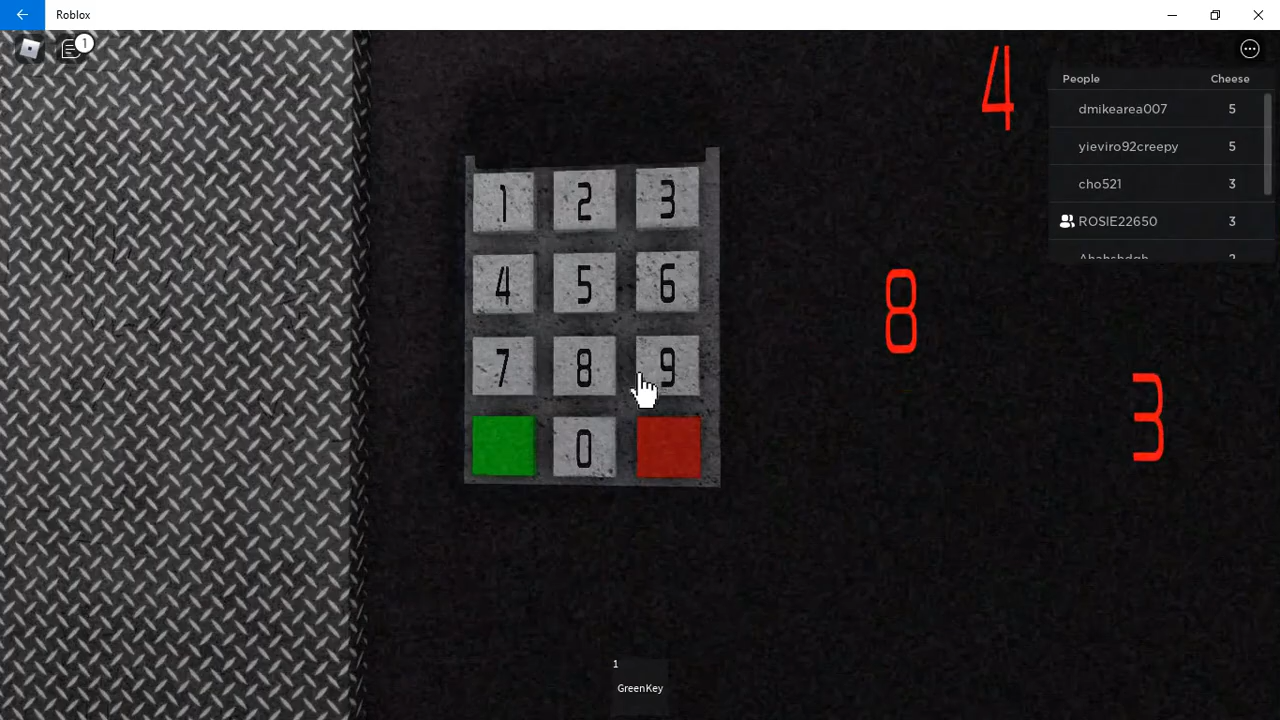 Roblox
1
4
People Cheese
dmikearea007 5
yieviro92creepy 5
cho521 3
ROSIE22650 3
1 2 3
4 5 6
7 8 9
0
8
3
1
GreenKey